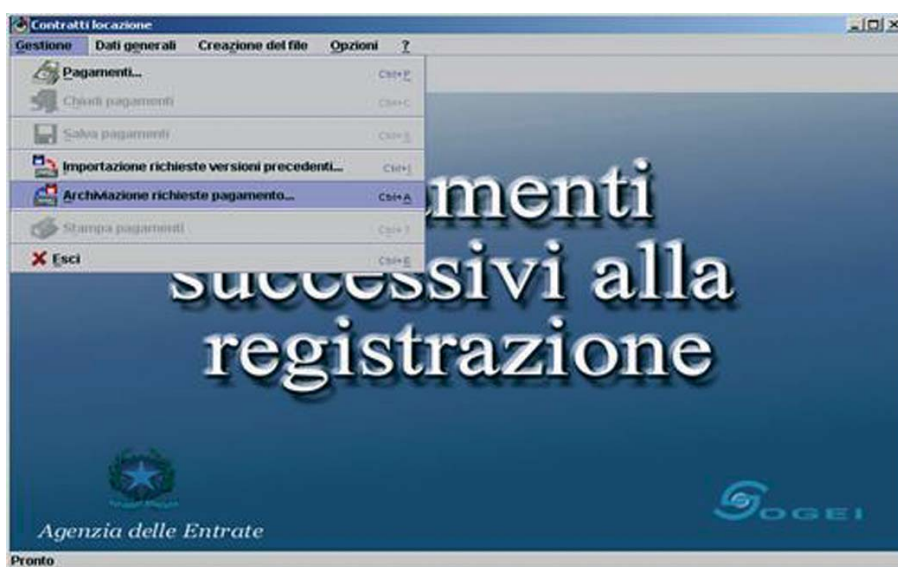 Contratti locazione
Gestione Dati generali Creazione del file Opzioni ?
Pagamenti... Ctrl+P
Chiudi pagamenti Ctrl+C
Salva pagamenti Ctrl+S
Importazione richieste versioni precedenti... Ctrl+I
Archiviazione richieste pagamento... Ctrl+A
Stampa pagamenti
Esci Ctrl+E
menti
successivi alla
registrazione
Agenzia delle Entrate
SOGEI
Pronto